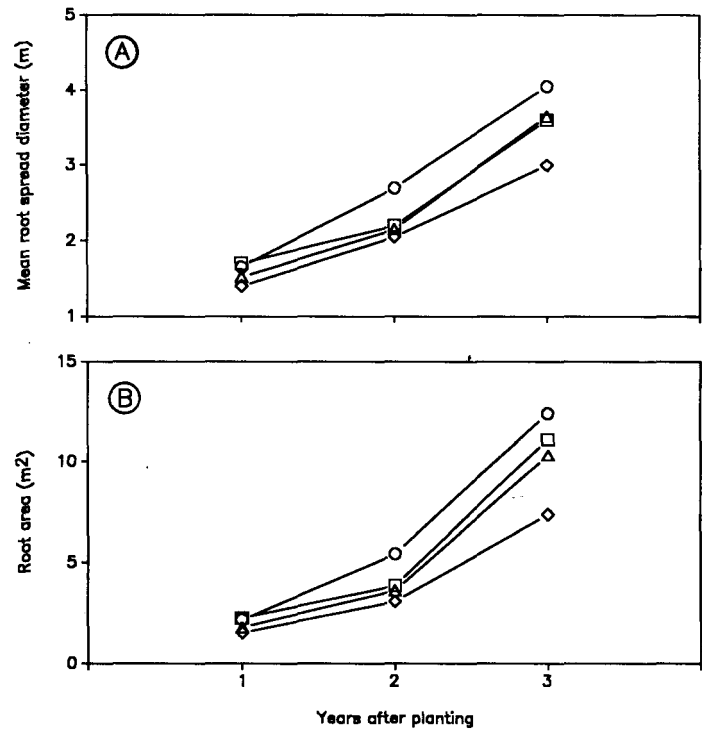 A
5
4
3
2
1
Mean root spread diameter (m)
B
15
10
5
0
Root area (m2)
1 2 3
Years after planting